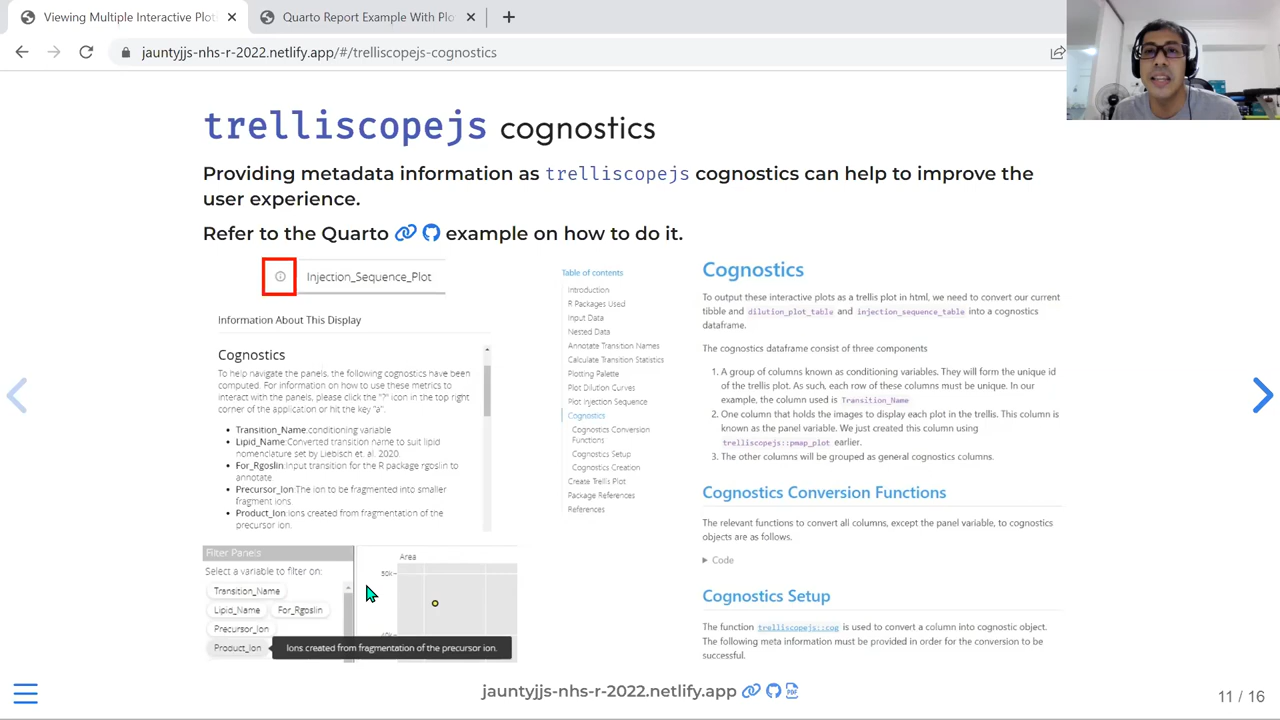 Viewing Multiple Interactive Plot
Quarto Report Example With Plo
jauntyjjs-nhs-r-2022.netlify.app/#/trelliscopejs-cognostics
trelliscopejs cognostics
Providing metadata information as trelliscopejs cognostics can help to improve the
user experience.
Refer to the Quarto example on how to do it.
Injection_Sequence_Plot
Information About This Display
Cognostics
To help navigate the panels, the following cognostics have been
computed. For information on how to use these metrics to
interact with the panels, please click the "?" icon in the top right
corner of the application or hit the key "a".
• Transition_Name:conditioning variable
• Lipid_Name:Converted transition name to suit lipid
nomenclature set by Liebisch et. al. 2020.
• For_Rgoslin:Input transition for the R package rgoslin to
annotate.
• Precursor_Ion:The ion to be fragmented into smaller
fragment ions.
• Product_Ion:Ions created from fragmentation of the
precursor ion.
Filter Panels
Select a variable to filter on:
Transition_Name
Lipid_Name For_Rgoslin
Precursor_Ion
Product_Ion
Ions created from fragmentation of the precursor ion.
Area
50k
40k
Table of contents
Introduction
R Packages Used
Input Data
Nested Data
Annotate Transition Names
Calculate Transition Statistics
Plotting Palette
Plot Dilution Curves
Plot Injection Sequence
Cognostics
Cognostics Conversion
Functions
Cognostics Setup
Cognostics Creation
Create Trellis Plot
Package References
References
Cognostics
To output these interactive plots as a trellis plot in html, we need to convert our current
tibble and dilution_plot_table and injection_sequence_table into a cognostics
dataframe.
The cognostics dataframe consist of three components
1. A group of columns known as conditioning variables. They will form the unique id
of the trellis plot. As such, each row of these columns must be unique. In our
example, the column used is Transition_Name
2. One column that holds the images to display each plot in the trellis. This column is
known as the panel variable. We just created this column using
trelliscopejs::pmap_plot earlier.
3. The other columns will be grouped as general cognostics columns.
Cognostics Conversion Functions
The relevant functions to convert all columns, except the panel variable, to cognostics
objects are as follows.
Code
Cognostics Setup
The function trelliscopejs::cog is used to convert a column into cognostic object.
The following meta information must be provided in order for the conversion to be
successful.
jauntyjjs-nhs-r-2022.netlify.app
PDF
11 / 16